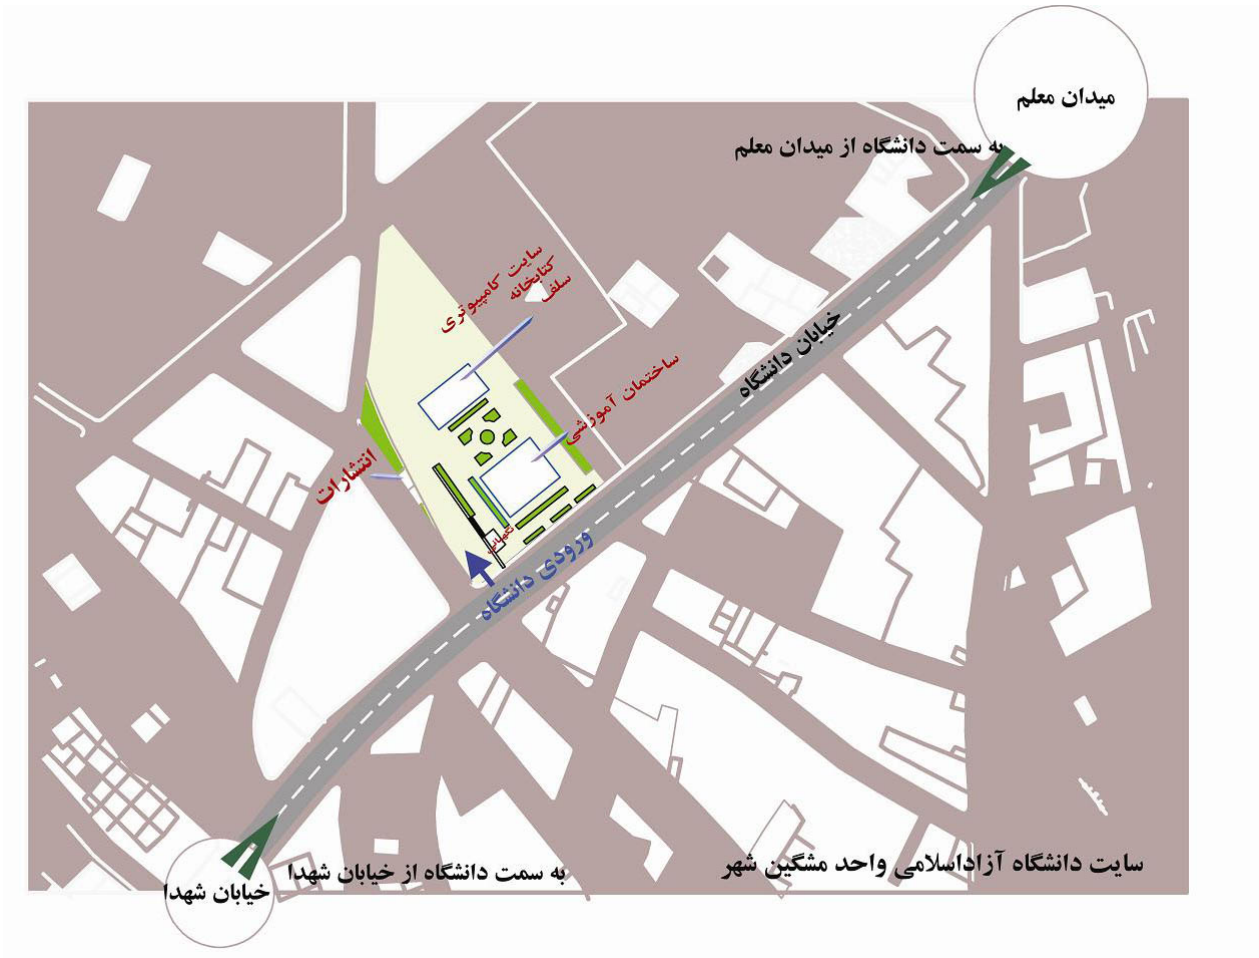 میدان معلم
به سمت دانشگاه از میدان معلم
سایت کامپیوتری
کتابخانه
سلف
خیابان دانشگاه
ساختمان آموزشی
انتشارات
نگهبانی
ورودی دانشگاه
سایت دانشگاه آزاداسلامی واحد مشگین شهر
به سمت دانشگاه از خیابان شهدا
خیابان شهدا